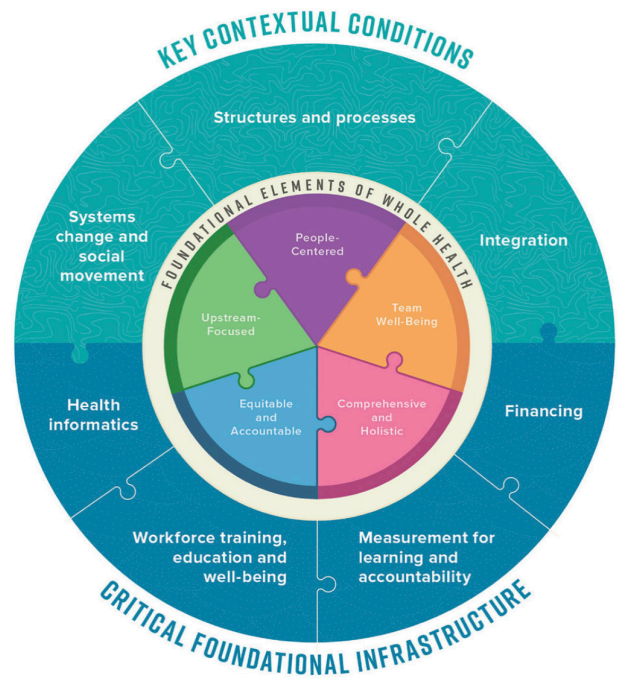 KEY CONTEXTUAL CONDITIONS
Structures and processes
Systems
change and
social
movement
Integration
FOUNDATIONAL ELEMENTS OF WHOLE HEALTH
People-
Centered
Team
Well-Being
Upstream-
Focused
Equitable
and
Accountable
Comprehensive
and
Holistic
Health
informatics
Financing
Workforce training,
education and
well-being
Measurement for
learning and
accountability
CRITICAL FOUNDATIONAL INFRASTRUCTURE